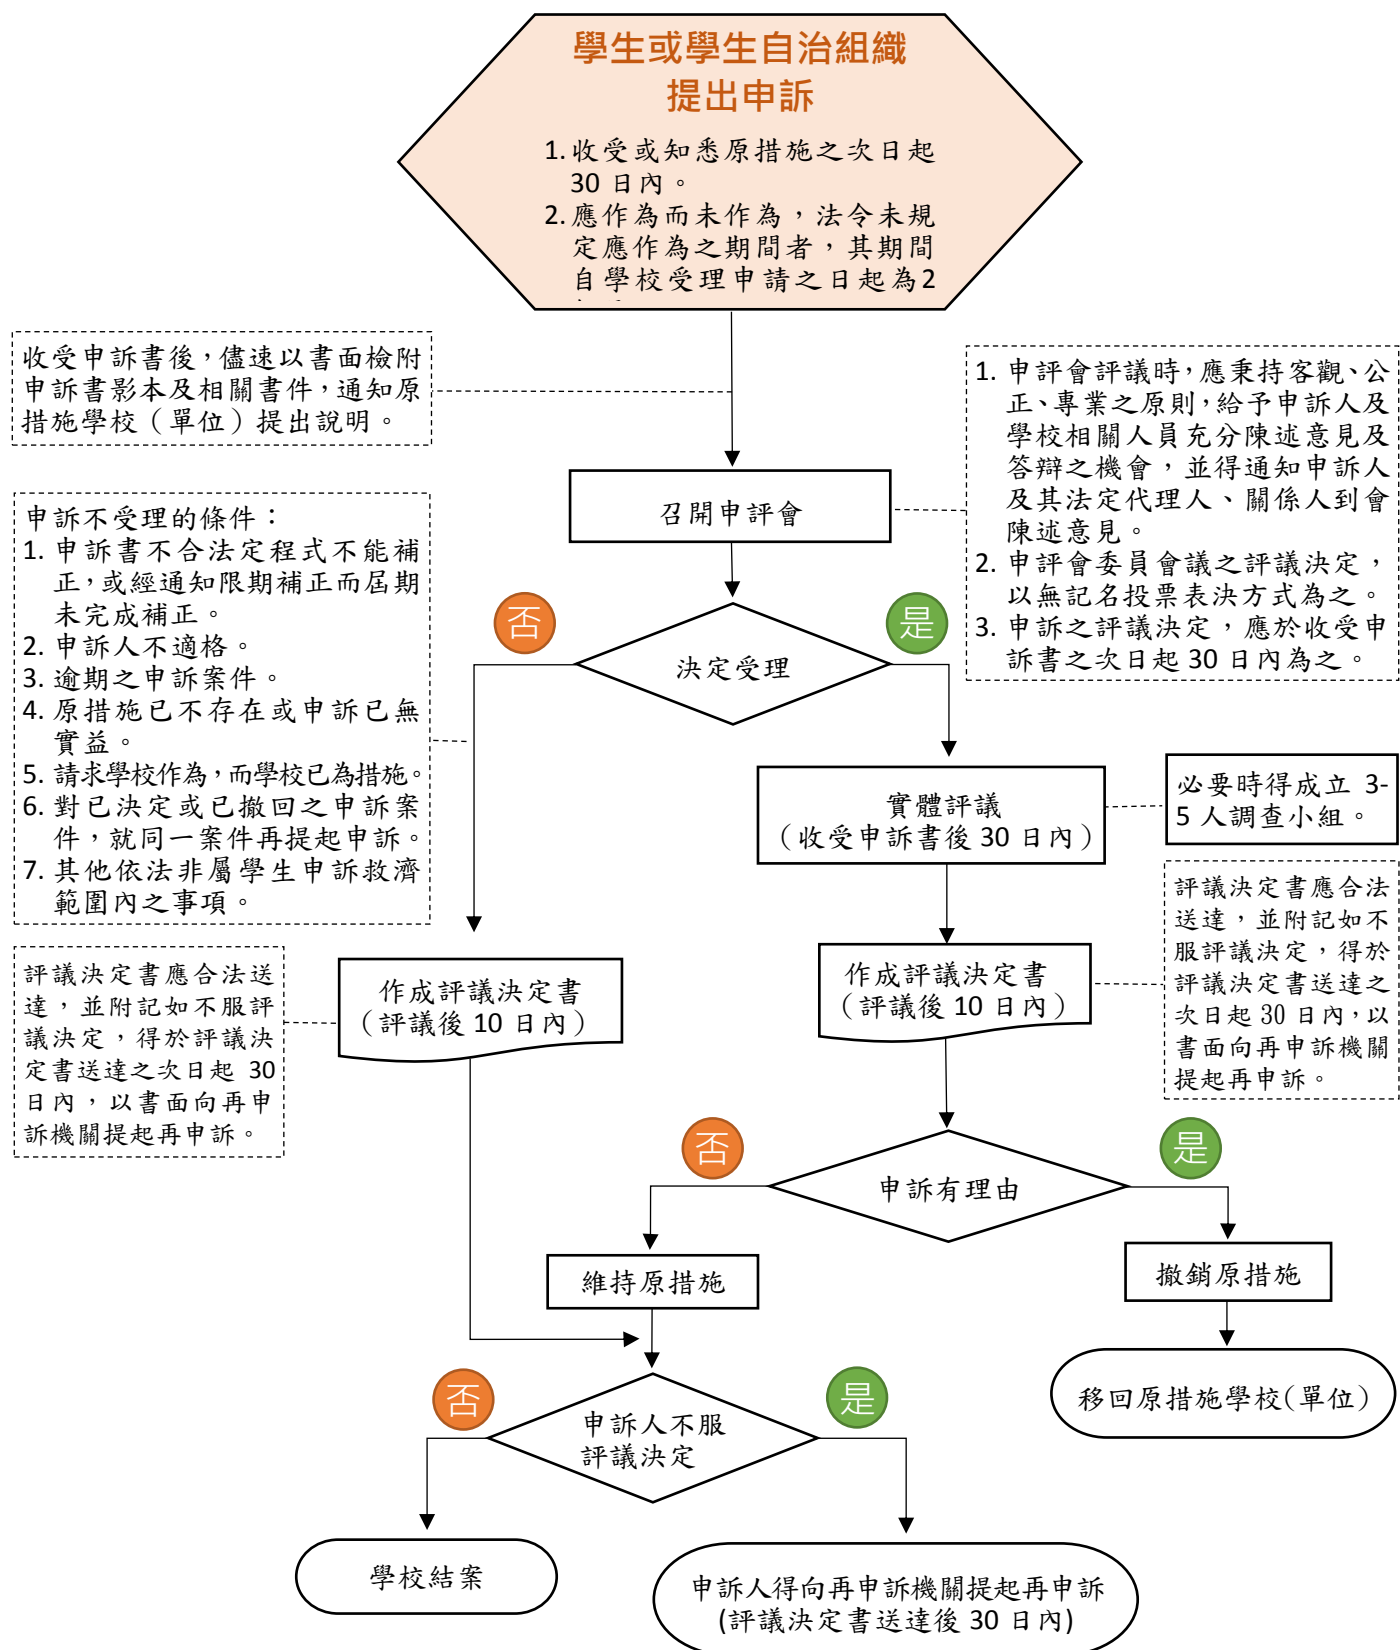 學生或學生自治組織
提出申訴
1. 收受或知悉原措施之次日起
30 日內。
2. 應作為而未作為，法令未規
定應作為之期間者，其期間
自學校受理申請之日起為2
收受申訴書後，儘速以書面檢附
申訴書影本及相關書件，通知原
措施學校（單位）提出說明。
1. 申評會評議時，應秉持客觀、公
正、專業之原則，給予申訴人及
學校相關人員充分陳述意見及
答辯之機會，並得通知申訴人
及其法定代理人、關係人到會
陳述意見。
2. 申評會委員會議之評議決定，
以無記名投票表決方式為之。
3. 申訴之評議決定，應於收受申
訴書之次日起 30 日內為之。
召開申評會
申訴不受理的條件：
1. 申訴書不合法定程式不能補
正，或經通知限期補正而屆期
未完成補正。
2. 申訴人不適格。
3. 逾期之申訴案件。
4. 原措施已不存在或申訴已無
實益。
5. 請求學校作為，而學校已為措施。
6. 對已決定或已撤回之申訴案
件，就同一案件再提起申訴。
7. 其他依法非屬學生申訴救濟
範圍內之事項。
否
是
決定受理
實體評議
（收受申訴書後 30 日內）
必要時得成立 3-
5 人調查小組。
評議決定書應合法
送達，並附記如不
服評議決定，得於
評議決定書送達之
次日起 30 日內，以
書面向再申訴機關
提起再申訴。
評議決定書應合法送
達，並附記如不服評
議決定，得於評議決
定書送達之次日起 30
日內，以書面向再申
訴機關提起再申訴。
作成評議決定書
（評議後 10 日內）
作成評議決定書
（評議後 10 日內）
否
是
申訴有理由
維持原措施
撤銷原措施
移回原措施學校(單位)
否
是
申訴人不服
評議決定
學校結案
申訴人得向再申訴機關提起再申訴
(評議決定書送達後 30 日內)